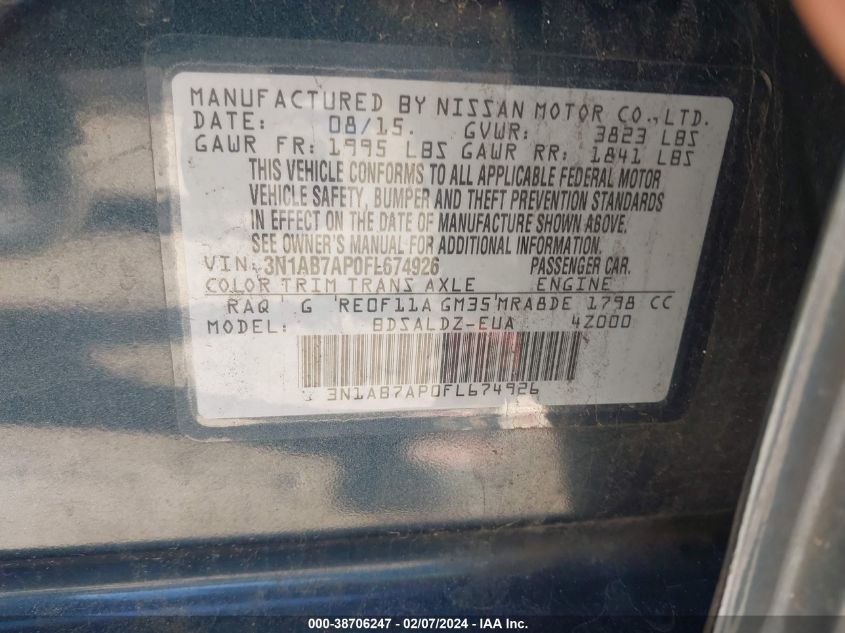 MANUFACTURED BY NISSAN MOTOR CO.,LTD.
DATE: 08/15. GVWR: 3823 LBS
GAWR FR: 1995 LBS GAWR RR: 1841 LBS
THIS VEHICLE CONFORMS TO ALL APPLICABLE FEDERAL MOTOR
VEHICLE SAFETY, BUMPER AND THEFT PREVENTION STANDARDS
IN EFFECT ON THE DATE OF MANUFACTURE SHOWN ABOVE.
SEE OWNER'S MANUAL FOR ADDITIONAL INFORMATION.
VIN: 3N1AB7AP0FL674926 PASSENGER CAR.
COLOR TRIM TRANS AXLE ENGINE
RAQ G RE0F11A GM35 MRA8DE 1798 CC
MODEL: BDSALDZ-EUA 4Z000
3N1AB7AP0FL674926
000-38706247 - 02/07/2024 - IAA Inc.